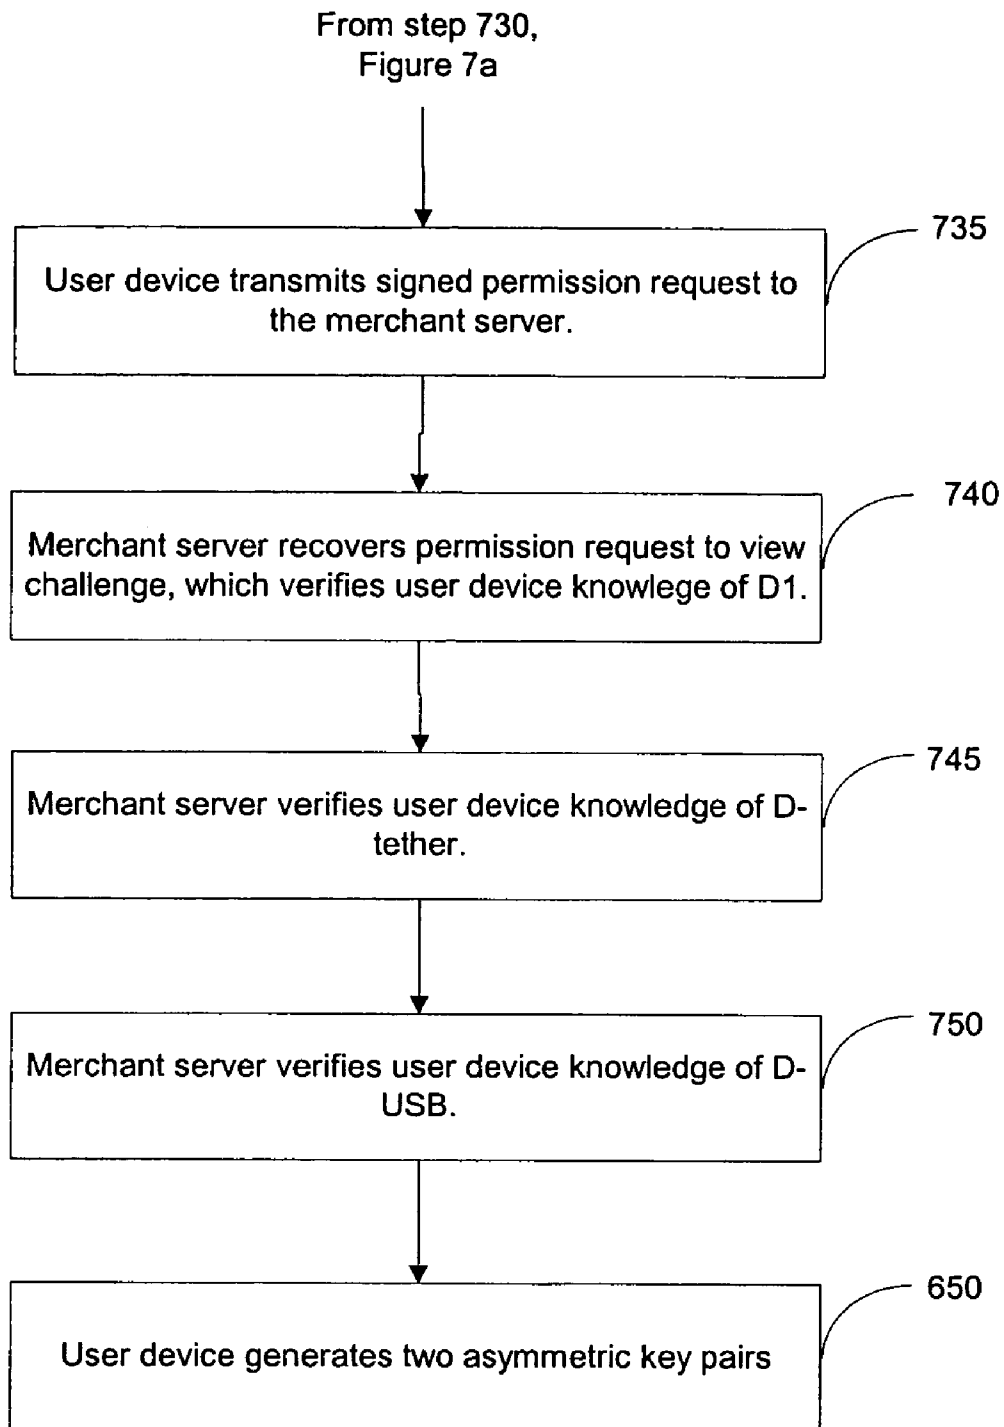 From step 730,
Figure 7a
735
User device transmits signed permission request to
the merchant server.
740
Merchant server recovers permission request to view
challenge, which verifies user device knowlege of D1.
745
Merchant server verifies user device knowledge of D-
tether.
750
Merchant server verifies user device knowledge of D-
USB.
650
User device generates two asymmetric key pairs